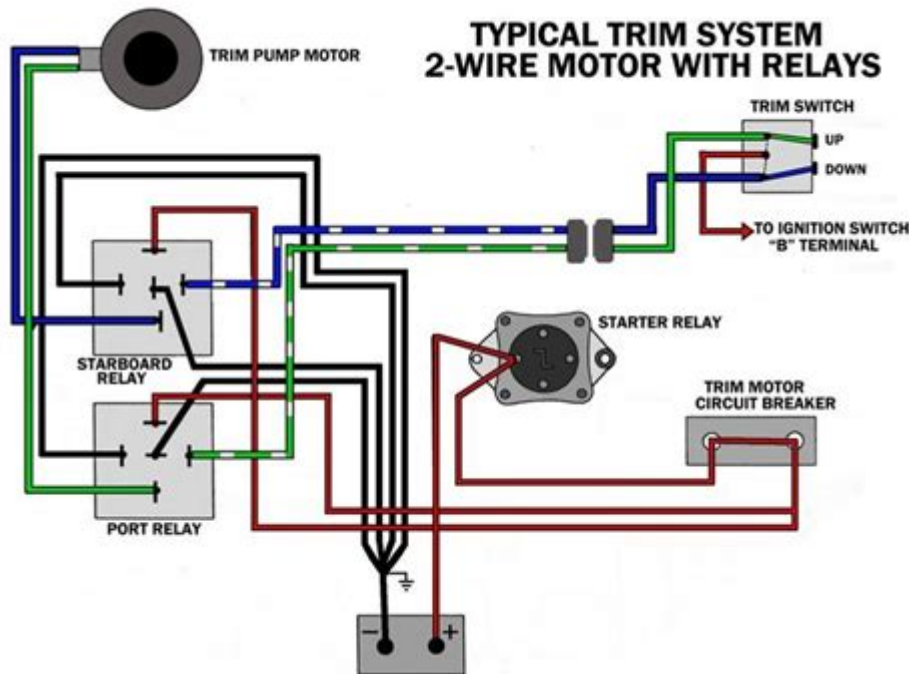 TYPICAL TRIM SYSTEM
2-WIRE MOTOR WITH RELAYS
TRIM PUMP MOTOR
TRIM SWITCH
UP
DOWN
TO IGNITION SWITCH
"B" TERMINAL
STARTER RELAY
STARBOARD
RELAY
TRIM MOTOR
CIRCUIT BREAKER
PORT RELAY
− +